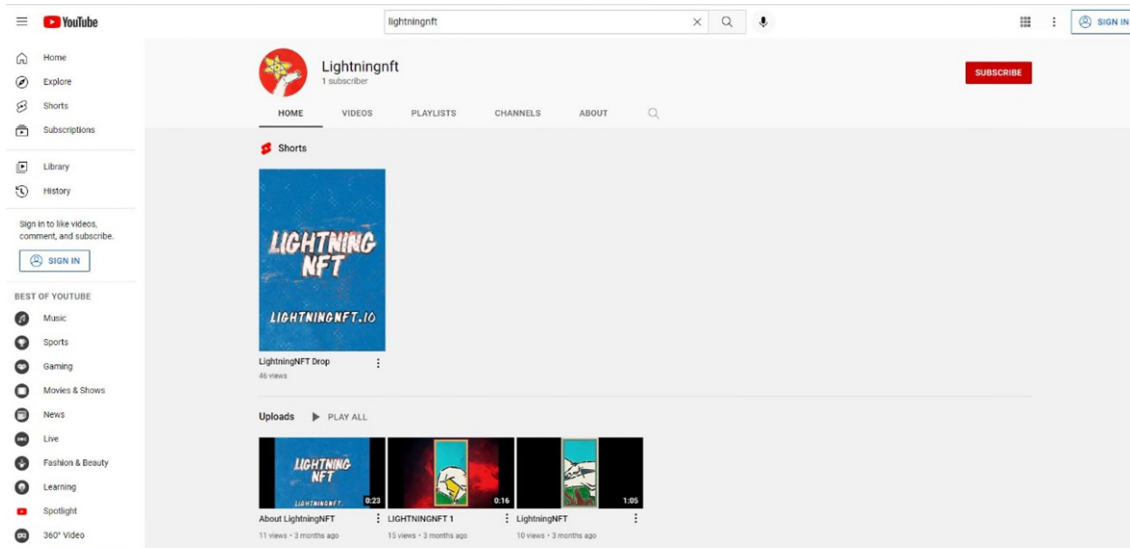 YouTube
lightningnft
SIGN IN
Home
Explore
Shorts
Subscriptions
Library
History
Sign in to like videos,
comment, and subscribe.
SIGN IN
BEST OF YOUTUBE
Music
Sports
Gaming
Movies & Shows
News
Live
Fashion & Beauty
Learning
Spotlight
360° Video
Lightningnft
1 subscriber
SUBSCRIBE
HOME VIDEOS PLAYLISTS CHANNELS ABOUT
Shorts
LIGHTNING
NFT
LIGHTNINGNFT.IO
LightningNFT Drop
46 views
Uploads PLAY ALL
LIGHTNING
NFT
LIGHTNINGNFT.
0:23
About LightningNFT
11 views • 3 months ago
0:16
LIGHTNINGNFT 1
15 views • 3 months ago
1:05
LightningNFT
10 views • 3 months ago